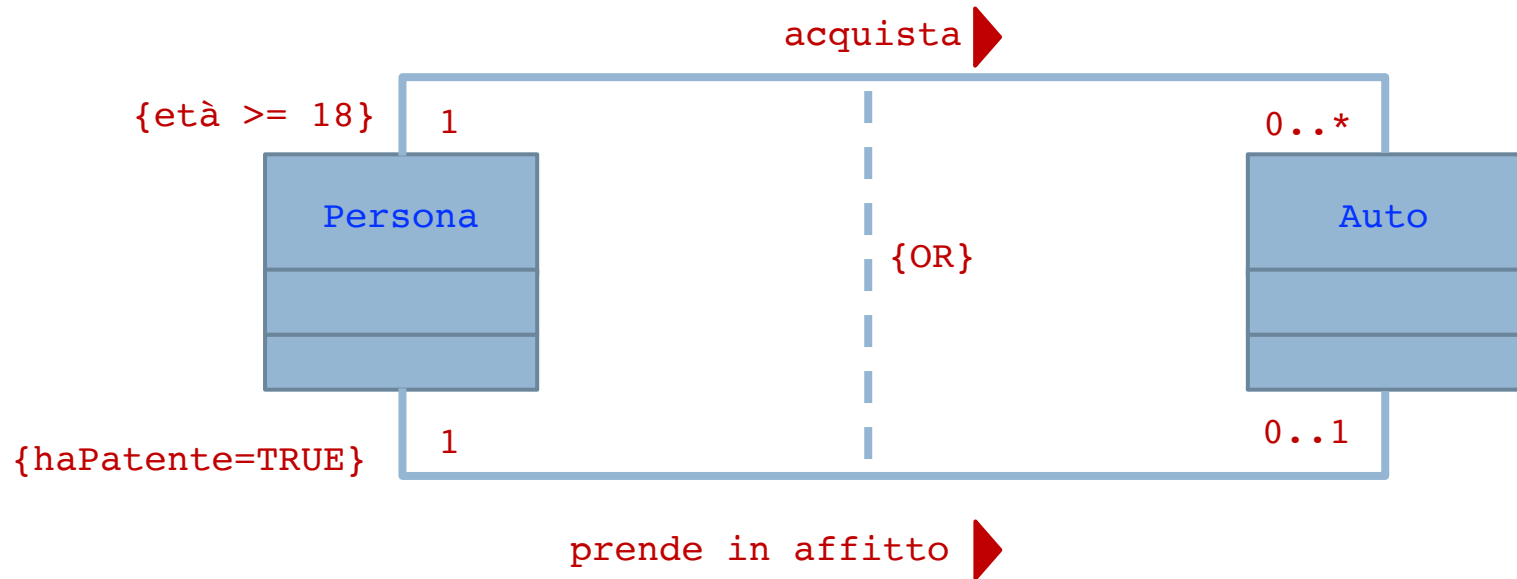 acquista
{età >= 18}
1
0..*
Persona
Auto
{OR}
1
0..1
{haPatente=TRUE}
prende in affitto